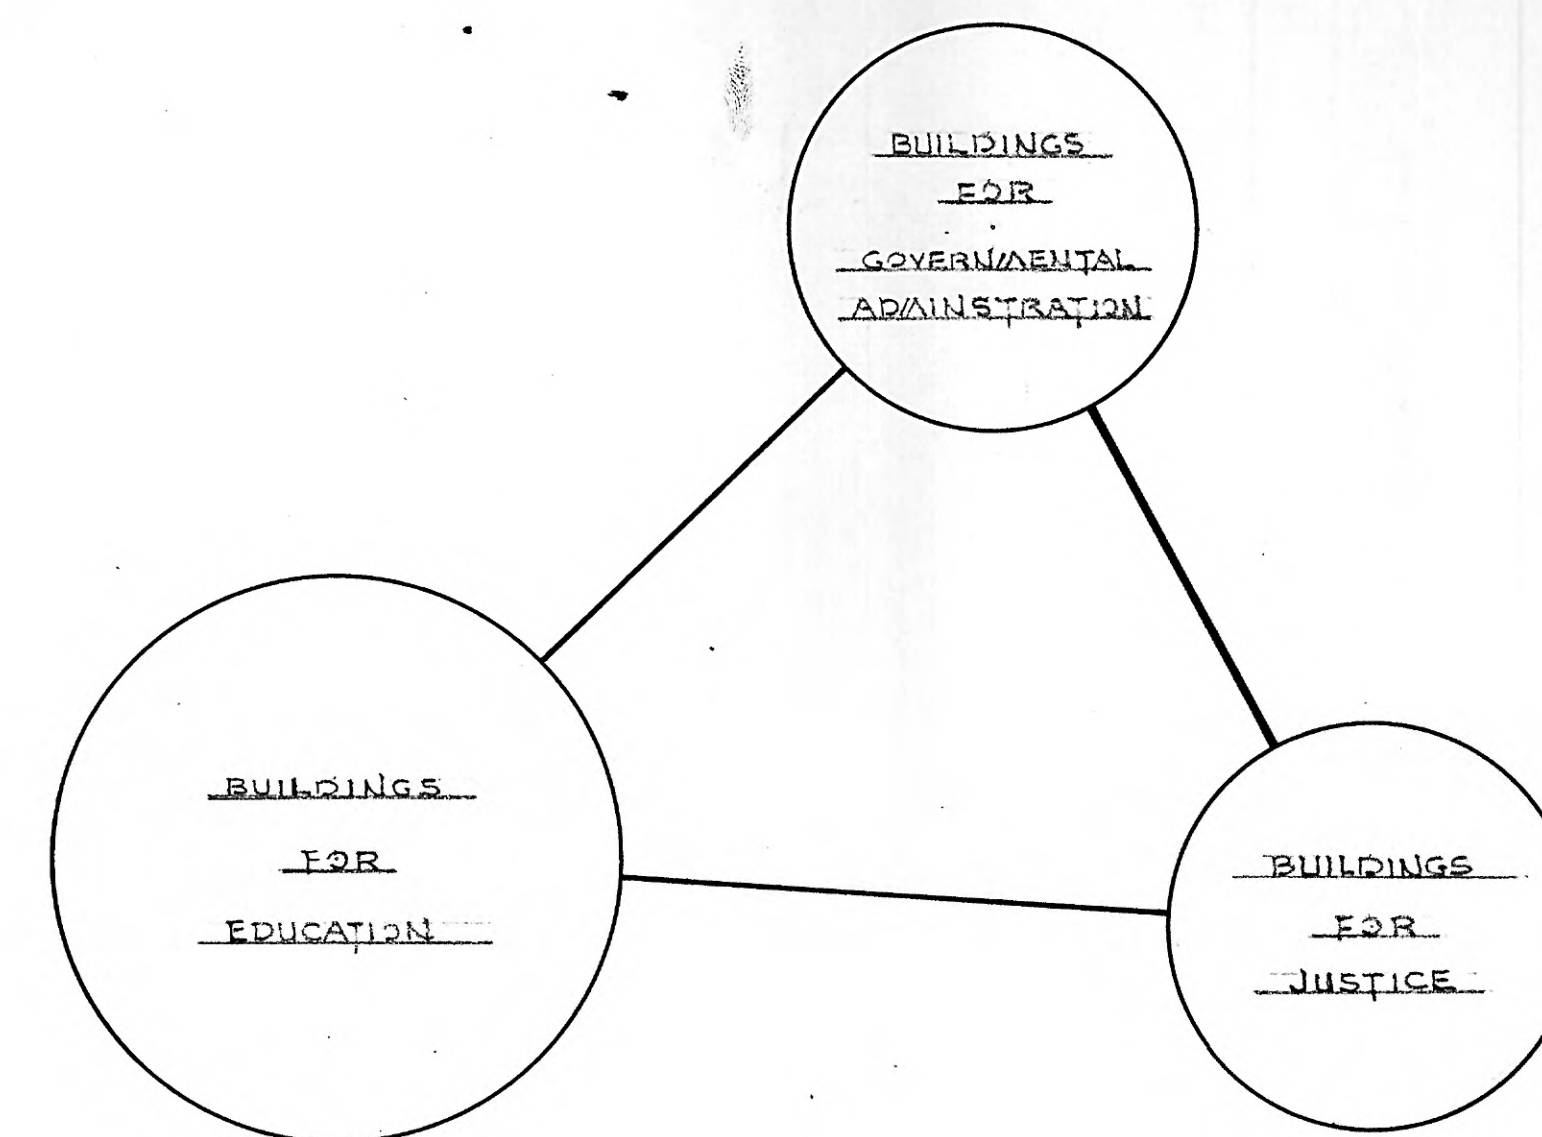 BUILDINGS
FOR
GOVERNMENTAL
ADMINSTRATION
BUILDINGS
FOR
EDUCATION
BUILDINGS
FOR
JUSTICE